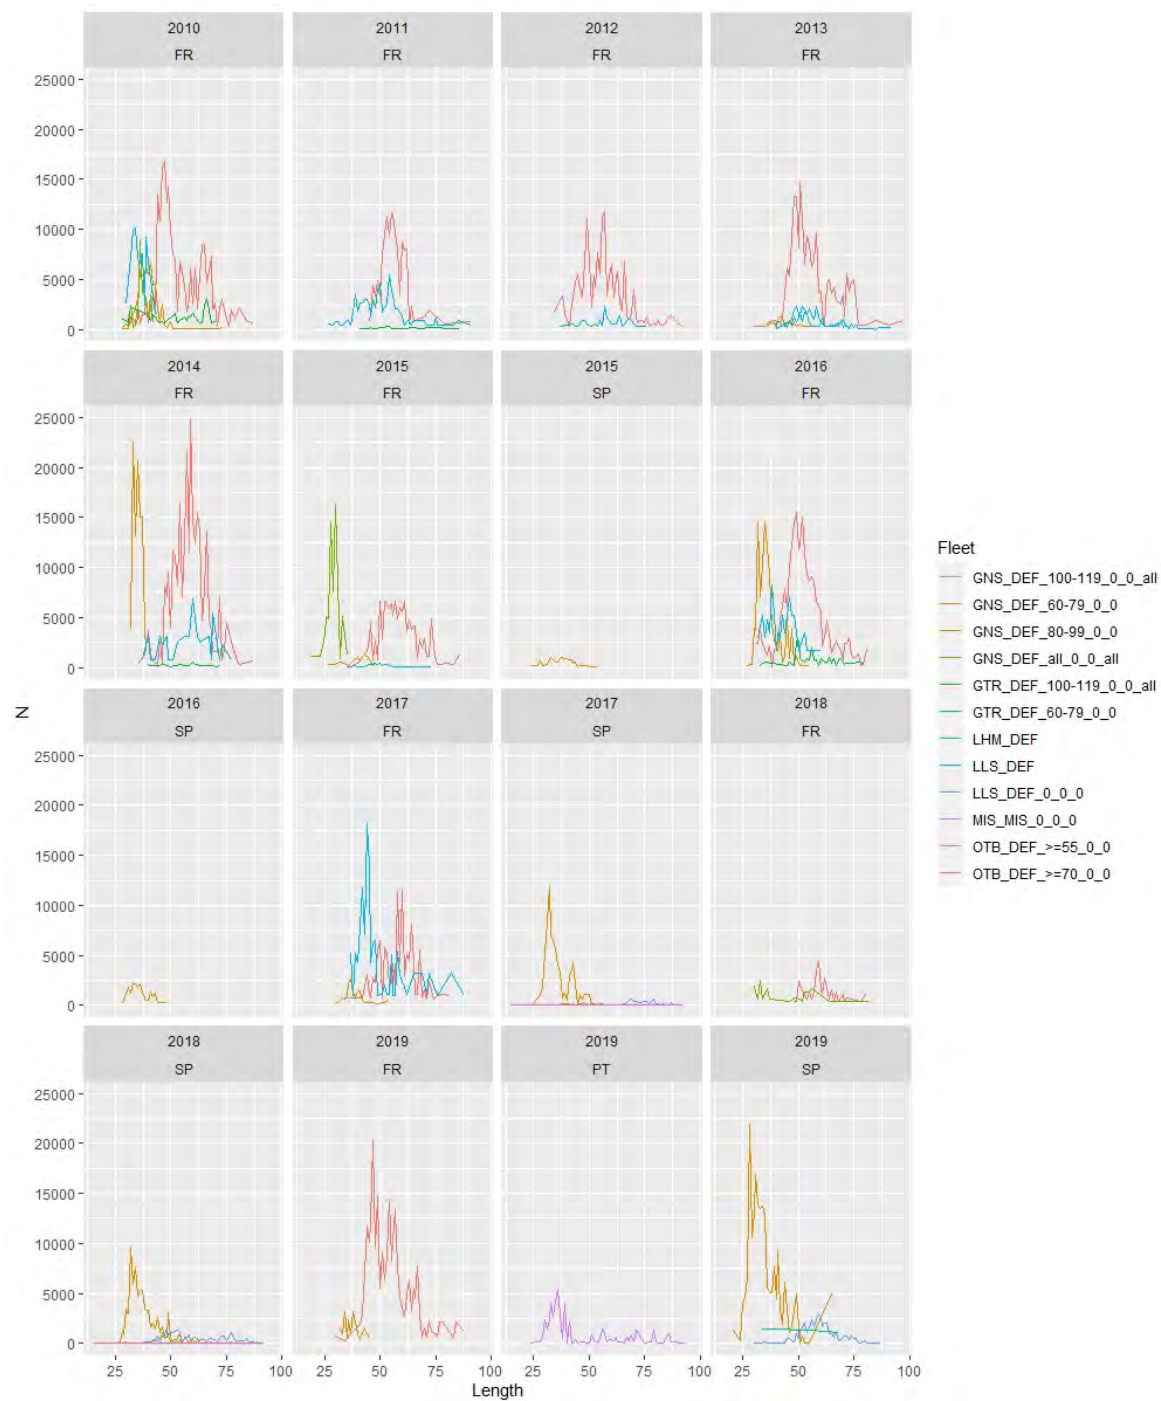 2010
2011
2012
2013
FR
FR
FR
FR
25000
20000
15000
10000
5000
0
2014
2015
2015
2016
FR
FR
SP
FR
25000
20000
15000
10000
5000
0
2016
2017
2017
2018
SP
FR
SP
FR
25000
20000
15000
10000
5000
0
2018
2019
2019
2019
SP
FR
PT
SP
25000
20000
15000
10000
5000
0
25 50 75 100
25 50 75 100
25 50 75 100
25 50 75 100
Length
N
Fleet
GNS_DEF_100-119_0_0_all
GNS_DEF_60-79_0_0
GNS_DEF_80-99_0_0
GNS_DEF_all_0_0_all
GTR_DEF_100-119_0_0_all
GTR_DEF_60-79_0_0
LHM_DEF
LLS_DEF
LLS_DEF_0_0_0
MIS_MIS_0_0_0
OTB_DEF_>=55_0_0
OTB_DEF_>=70_0_0